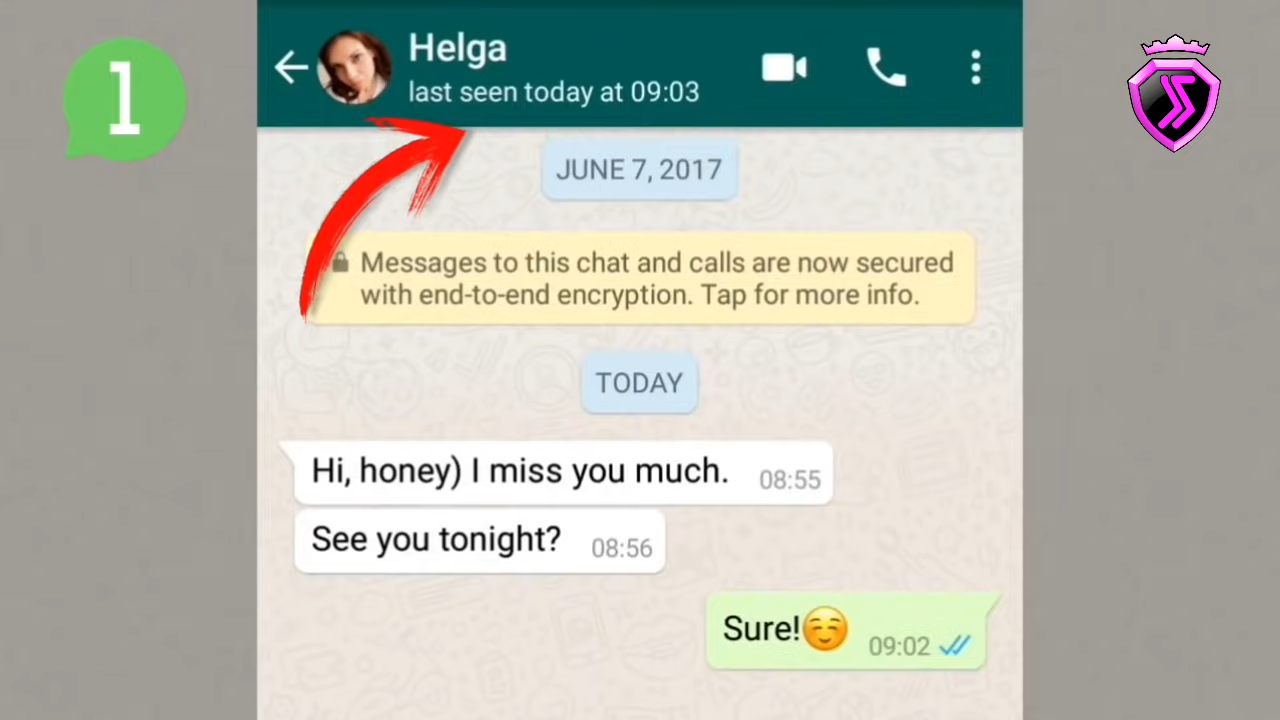 1
Helga
last seen today at 09:03
JUNE 7, 2017
Messages to this chat and calls are now secured
with end-to-end encryption. Tap for more info.
TODAY
Hi, honey) I miss you much. 08:55
See you tonight? 08:56
Sure!☺️ 09:02